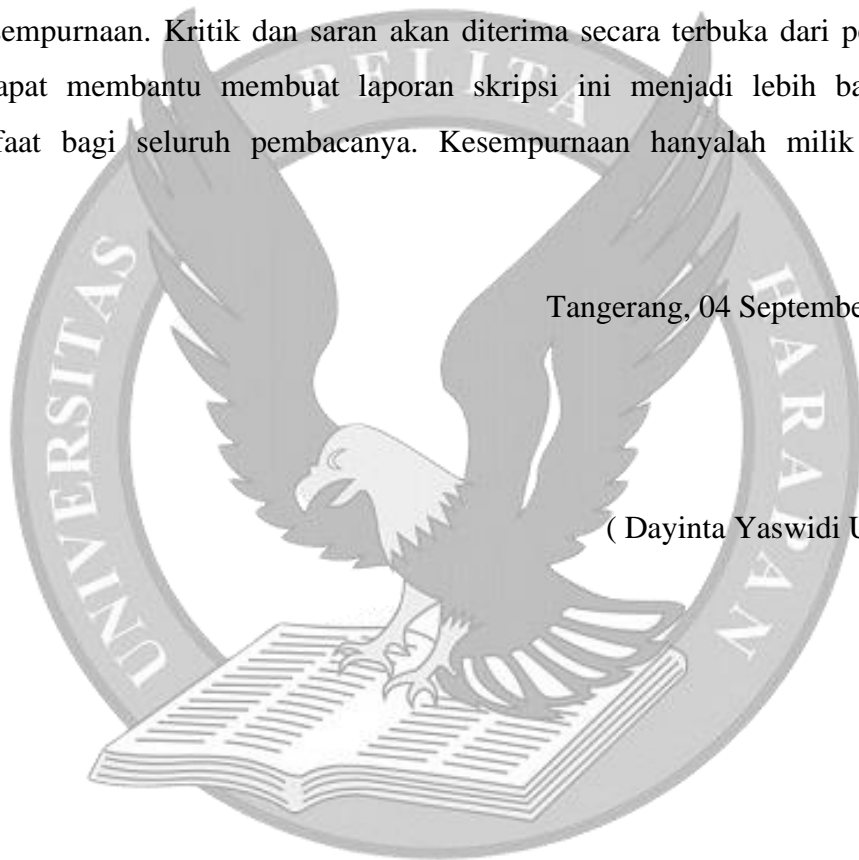 sempurnaan. Kritik dan saran akan diterima secara terbuka dari p
apat membantu membuat laporan skripsi ini menjadi lebih ba
faat bagi seluruh pembacanya. Kesempurnaan hanyalah milik
Tangerang, 04 Septembe
( Dayinta Yaswidi U
UNIVERSITAS PELITA HARAPAN